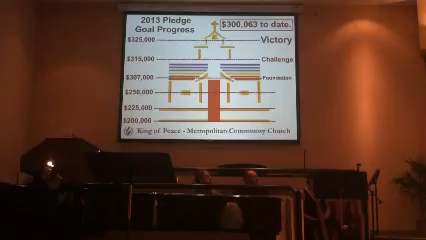 2013 Pledge
Goal Progress
$300,063 to date.
$325,000 Victory
$315,000 Challenge
$307,000 Foundation
$250,000
$225,000
$200,000
King of Peace - Metropolitan Community Church